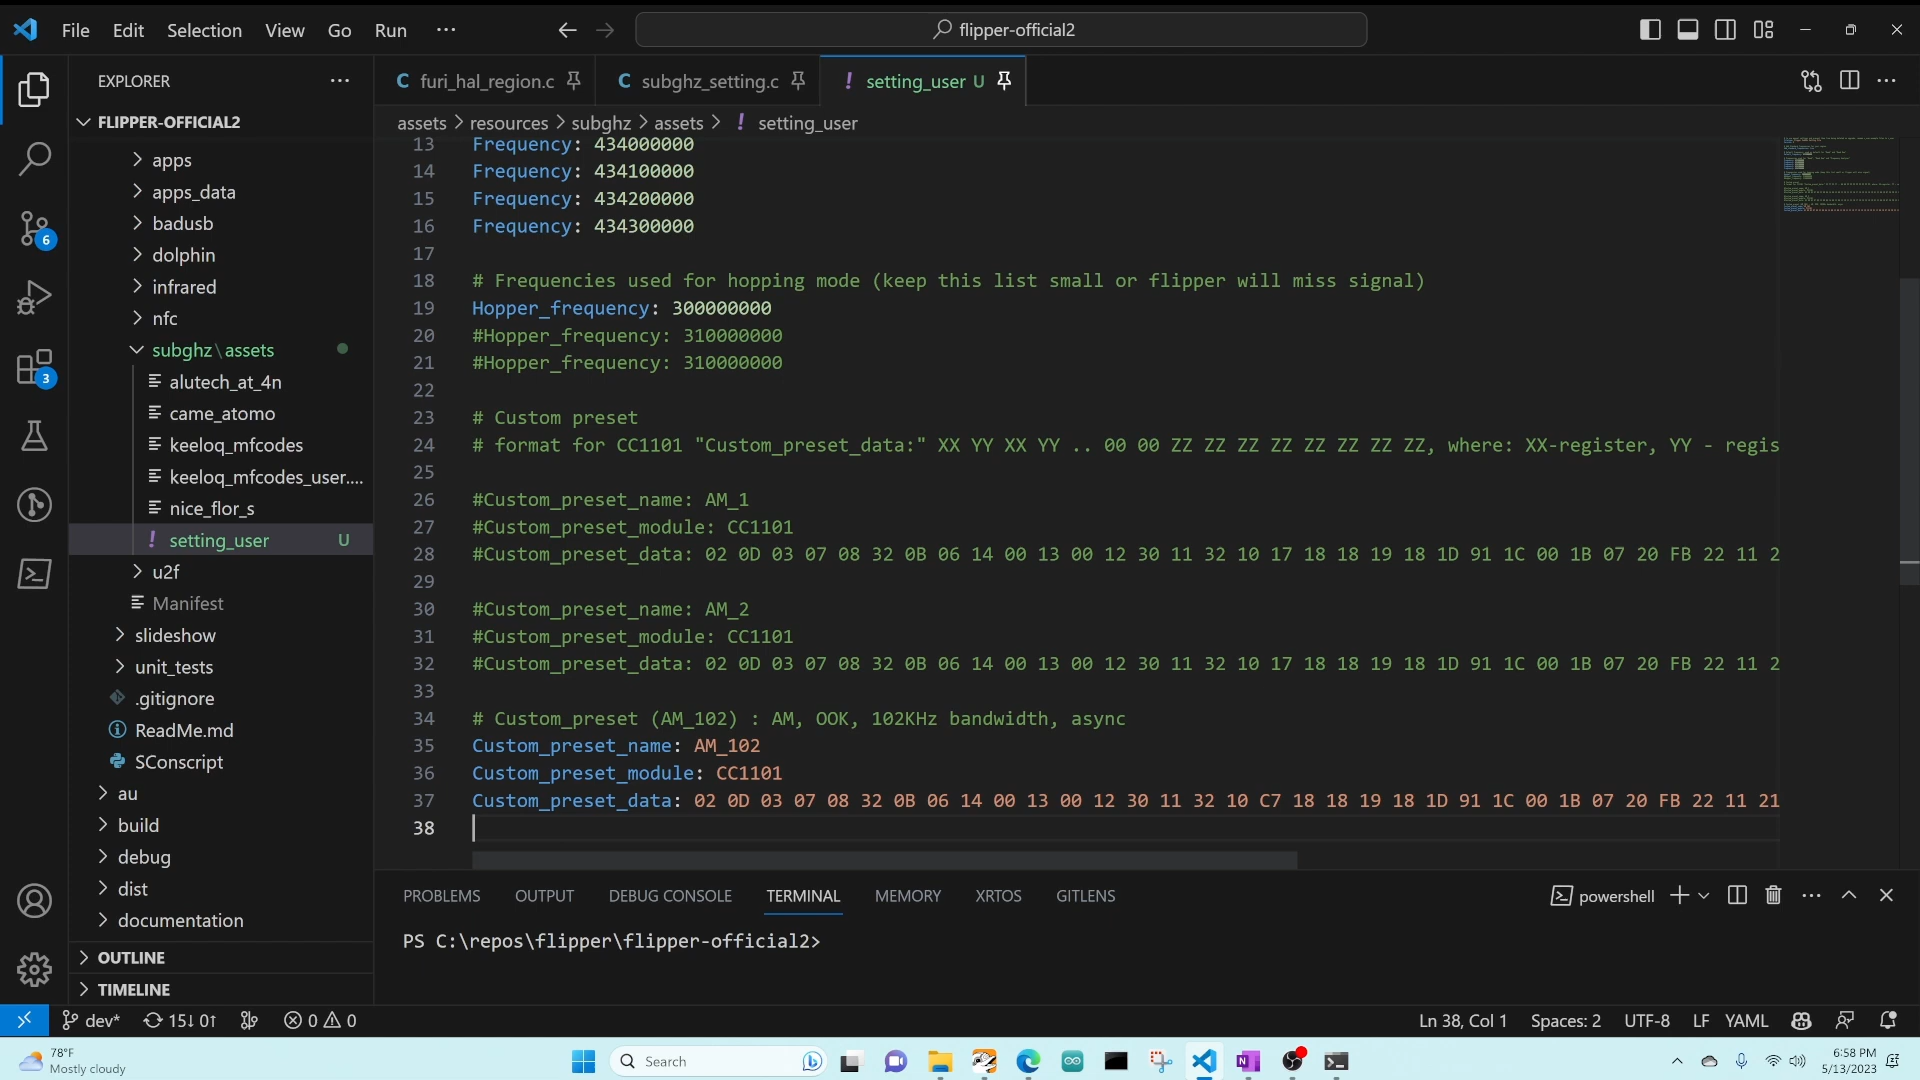 File Edit Selection View Go Run ···
flipper-official2
EXPLORER
FLIPPER-OFFICIAL2
apps
apps_data
badusb
dolphin
infrared
nfc
subghz\assets
alutech_at_4n
came_atomo
keeloq_mfcodes
keeloq_mfcodes_user....
nice_flor_s
! setting_user U
u2f
Manifest
slideshow
unit_tests
.gitignore
ReadMe.md
SConscript
au
build
debug
dist
documentation
OUTLINE
TIMELINE
6
3
C furi_hal_region.c C subghz_setting.c ! setting_user U
assets > resources > subghz > assets > ! setting_user
13 Frequency: 434000000
14 Frequency: 434100000
15 Frequency: 434200000
16 Frequency: 434300000
17
18 # Frequencies used for hopping mode (keep this list small or flipper will miss signal)
19 Hopper_frequency: 300000000
20 #Hopper_frequency: 310000000
21 #Hopper_frequency: 310000000
22
23 # Custom preset
24 # format for CC1101 "Custom_preset_data:" XX YY XX YY .. 00 00 ZZ ZZ ZZ ZZ ZZ ZZ ZZ ZZ, where: XX-register, YY - regis
25
26 #Custom_preset_name: AM_1
27 #Custom_preset_module: CC1101
28 #Custom_preset_data: 02 0D 03 07 08 32 0B 06 14 00 13 00 12 30 11 32 10 17 18 18 19 18 1D 91 1C 00 1B 07 20 FB 22 11 2
29
30 #Custom_preset_name: AM_2
31 #Custom_preset_module: CC1101
32 #Custom_preset_data: 02 0D 03 07 08 32 0B 06 14 00 13 00 12 30 11 32 10 17 18 18 19 18 1D 91 1C 00 1B 07 20 FB 22 11 2
33
34 # Custom_preset (AM_102) : AM, OOK, 102KHz bandwidth, async
35 Custom_preset_name: AM_102
36 Custom_preset_module: CC1101
37 Custom_preset_data: 02 0D 03 07 08 32 0B 06 14 00 13 00 12 30 11 32 10 C7 18 18 19 18 1D 91 1C 00 1B 07 20 FB 22 11 21
38
PROBLEMS OUTPUT DEBUG CONSOLE TERMINAL MEMORY XRTOS GITLENS
powershell
PS C:\repos\flipper\flipper-official2>
dev* 15↓ 0↑ 0 0
Ln 38, Col 1 Spaces: 2 UTF-8 LF YAML
78°F
Mostly cloudy
Search
6:58 PM
5/13/2023